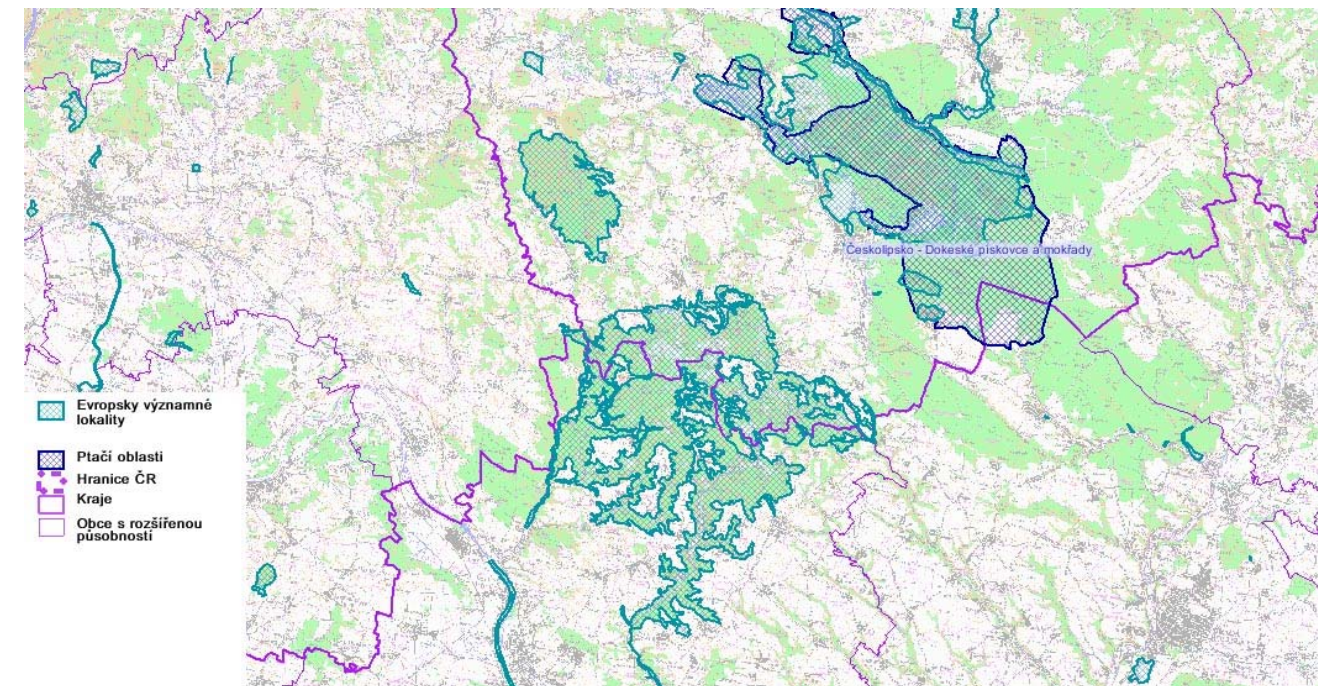 Českolipsko - Dokeské pískovce a mokřady
Evropsky významné
lokality
Ptačí oblasti
Hranice ČR
Kraje
Obce s rozšířenou
působností